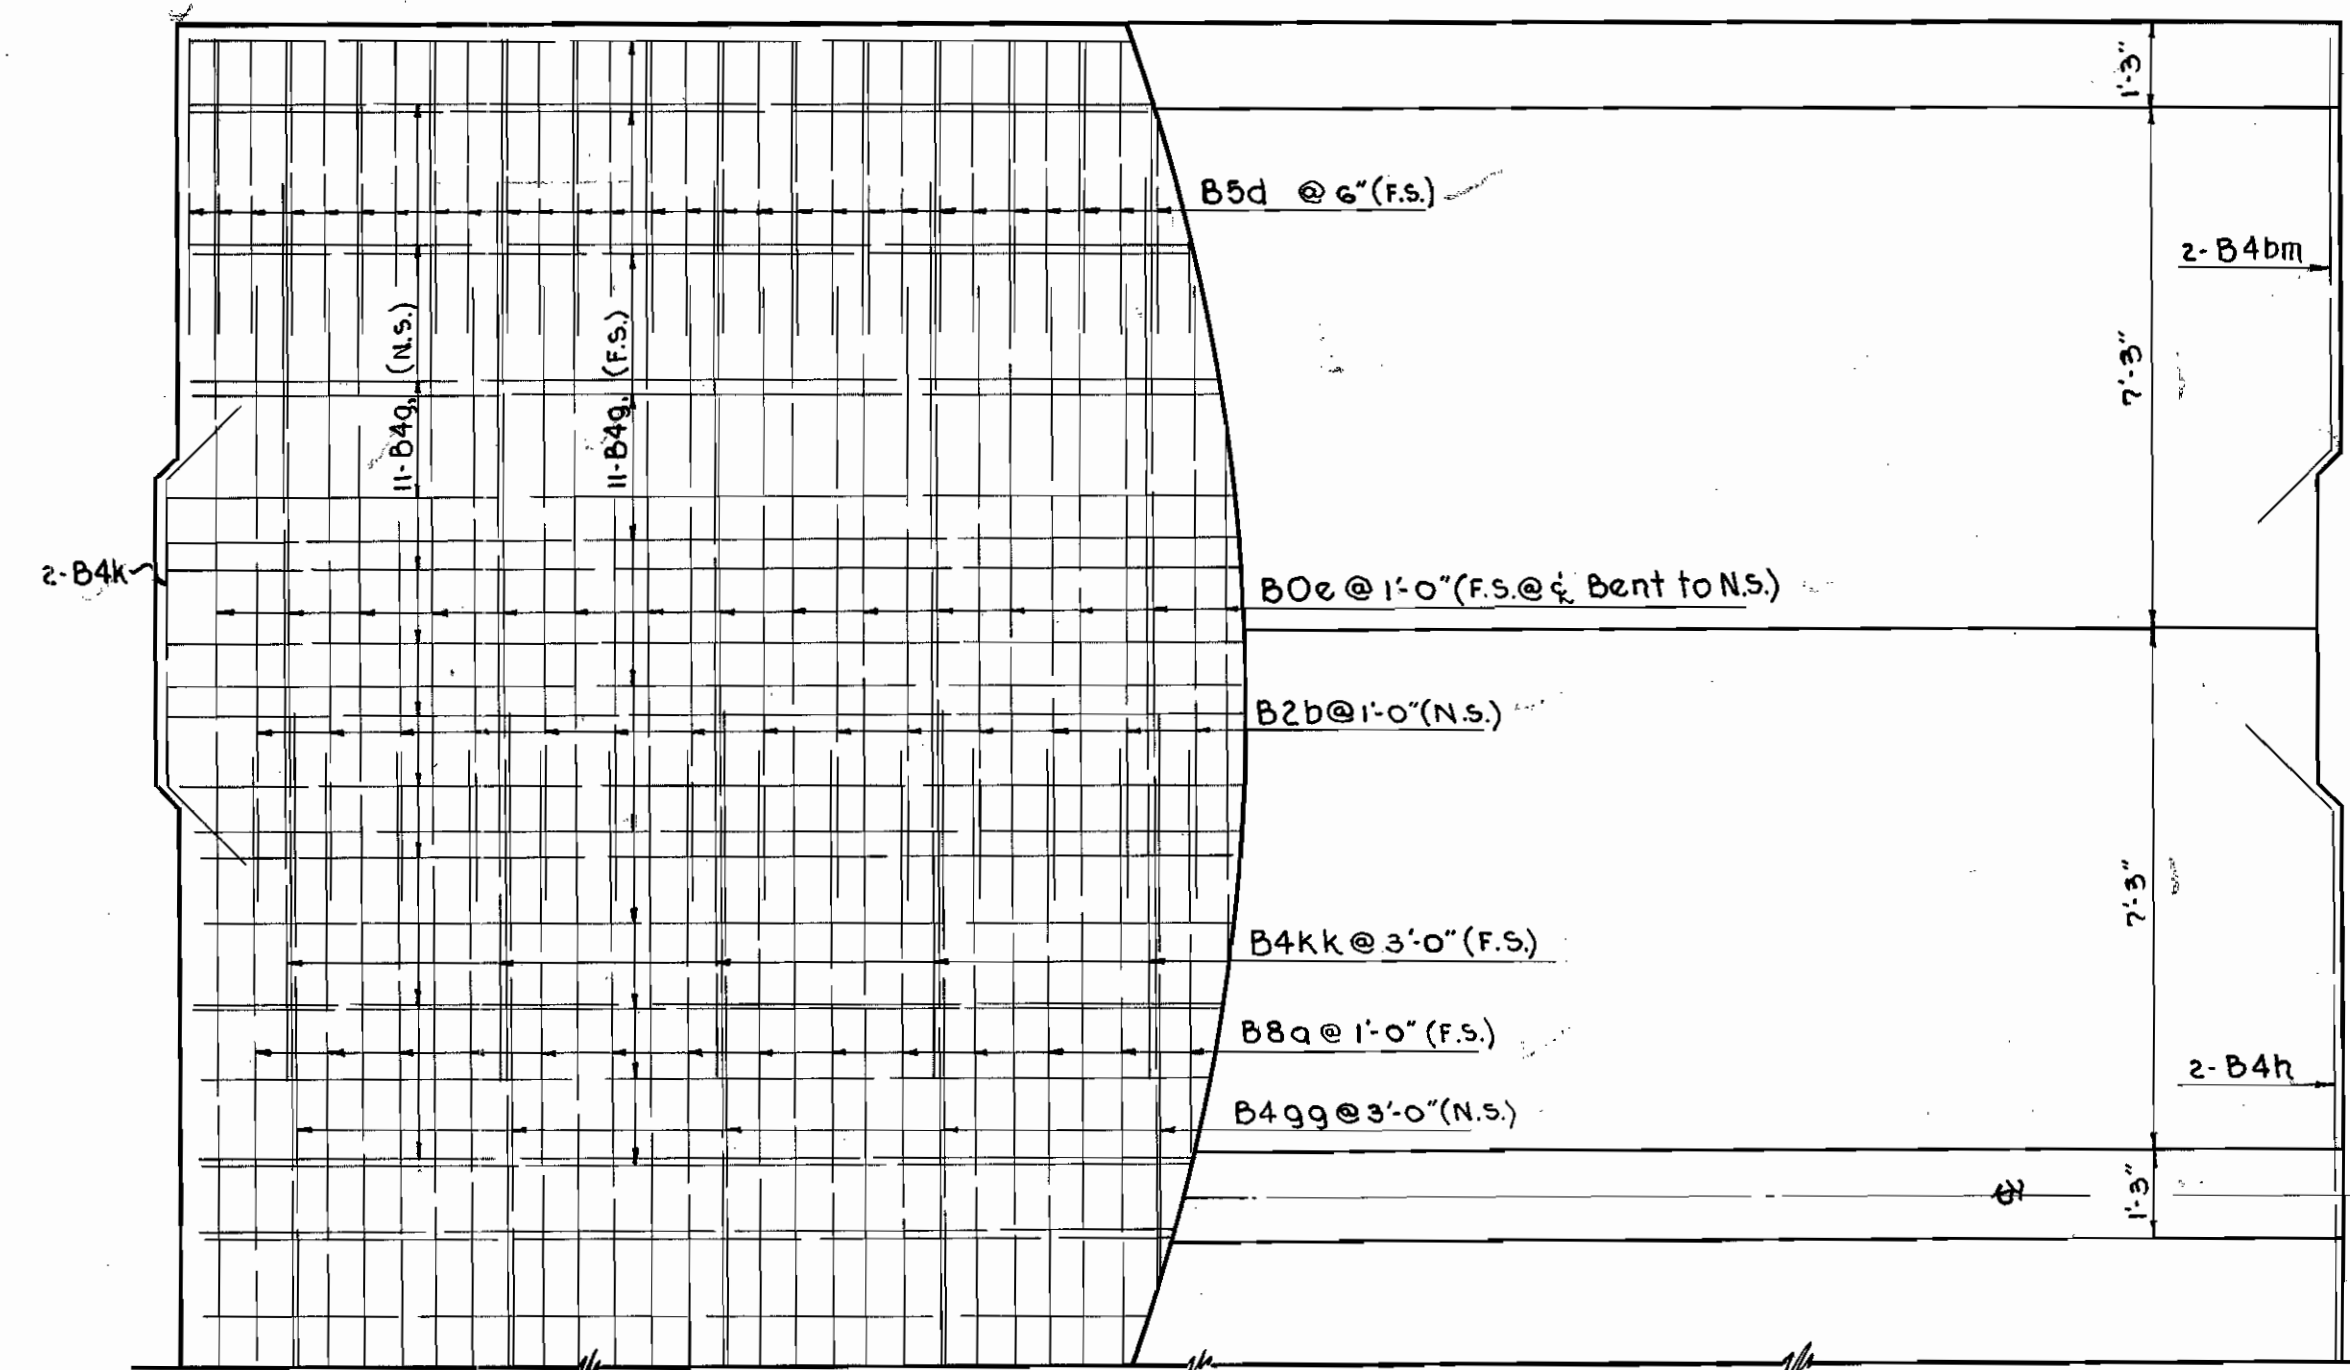 1'-3"
B5d @ 6" (F.S.)
2-B4bm
11-B4g, (N.S.)
11-B4g, (F.S.)
7'-3"
2-B4k
B0e @ 1'-0" (F.S. @ ℄ Bent to N.S.)
B2b @ 1'-0" (N.S.)
7'-3"
B4kk @ 3'-0" (F.S.)
B8a @ 1'-0" (F.S.)
2-B4h
B4gg @ 3'-0" (N.S.)
℄
1'-3"